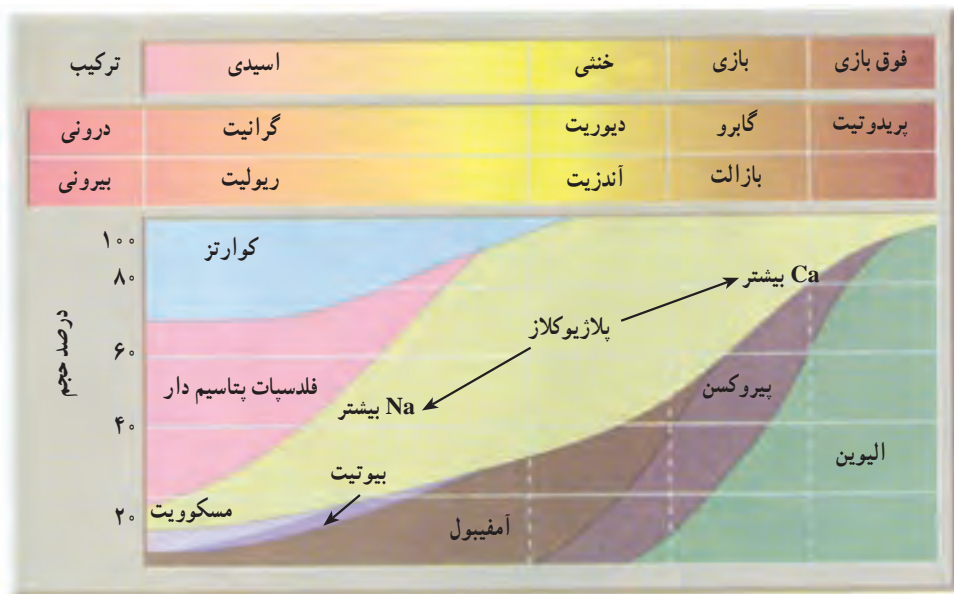 ترکیب اسیدی خنثی بازی فوق بازی
درونی گرانیت دیوریت گابرو پریدوتیت
بیرونی ریولیت آندزیت بازالت
درصد حجم
۱۰۰
۸۰
۶۰
۴۰
۲۰
کوارتز
Ca بیشتر
پلاژیوکلاز
فلدسپات پتاسیم دار
Na بیشتر
پیروکسن
الیوین
بیوتیت
مسکوویت
آمفیبول